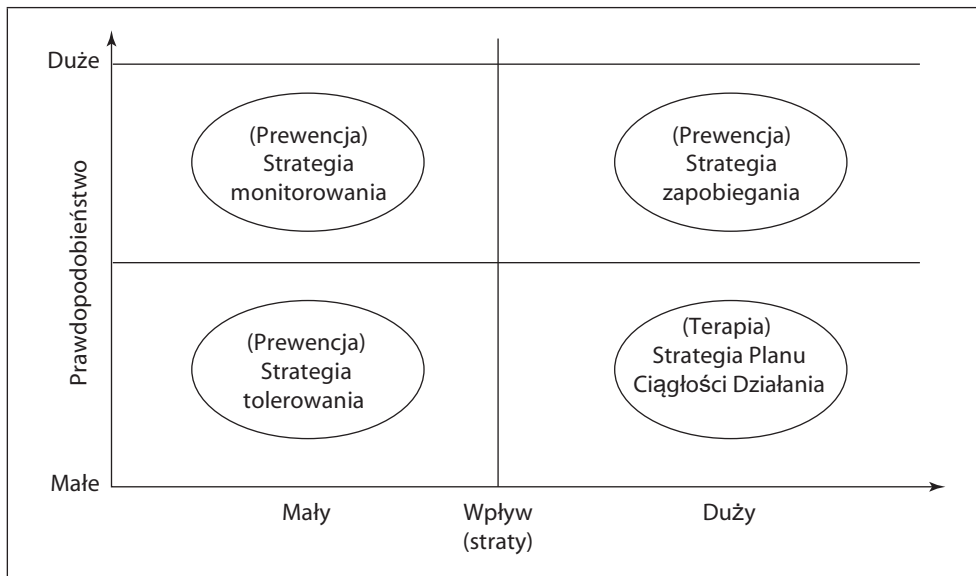 Duże
Prawdopodobieństwo
Małe
(Prewencja)
Strategia
monitorowania
(Prewencja)
Strategia
zapobiegania
(Prewencja)
Strategia
tolerowania
(Terapia)
Strategia Planu
Ciągłości Działania
Mały
Wpływ
(straty)
Duży